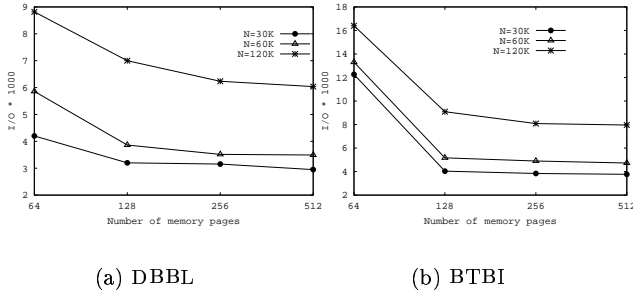 9
8
7
6
5
4
3
2
I/O * 1000
N=30K
N=60K
N=120K
64 128 256 512
Number of memory pages
(a) DBBL
18
16
14
12
10
8
6
4
2
I/O * 1000
N=30K
N=60K
N=120K
64 128 256 512
Number of memory pages
(b) BTBI